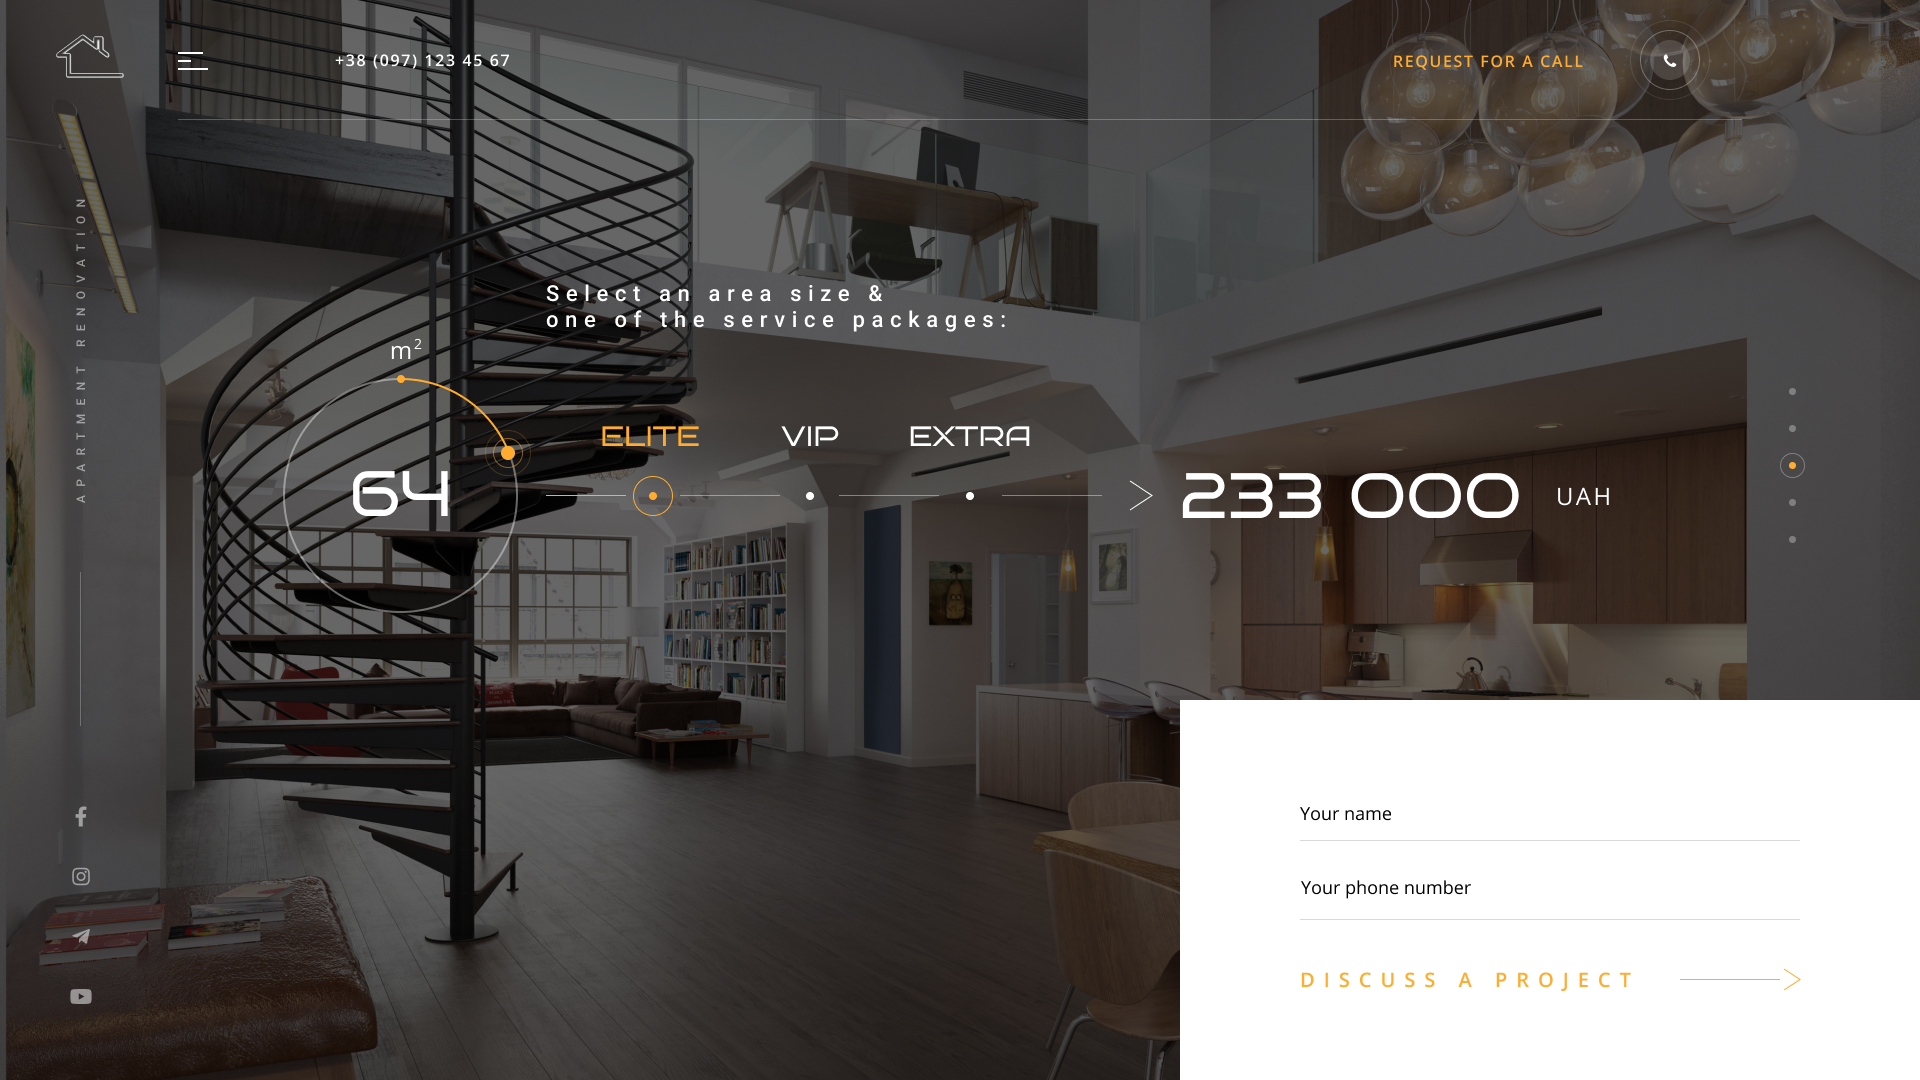 +38 (097) 123 45 67
REQUEST FOR A CALL
APARTMENT RENOVATION
Select an area size &
one of the service packages:
m²
64
ELITE
VIP
EXTRA
233 000
UAH
Your name
Your phone number
DISCUSS A PROJECT